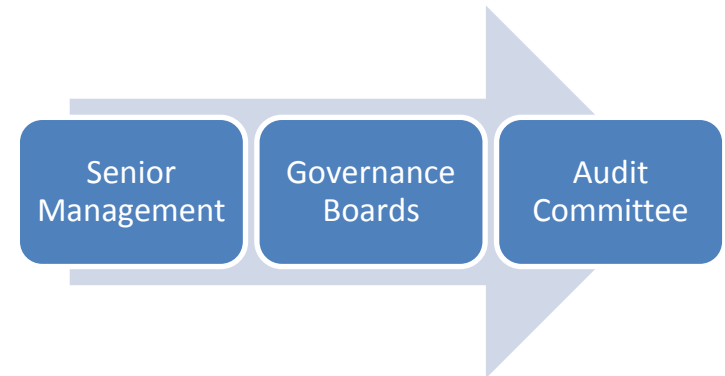 Senior
Management
Governance
Boards
Audit
Committee